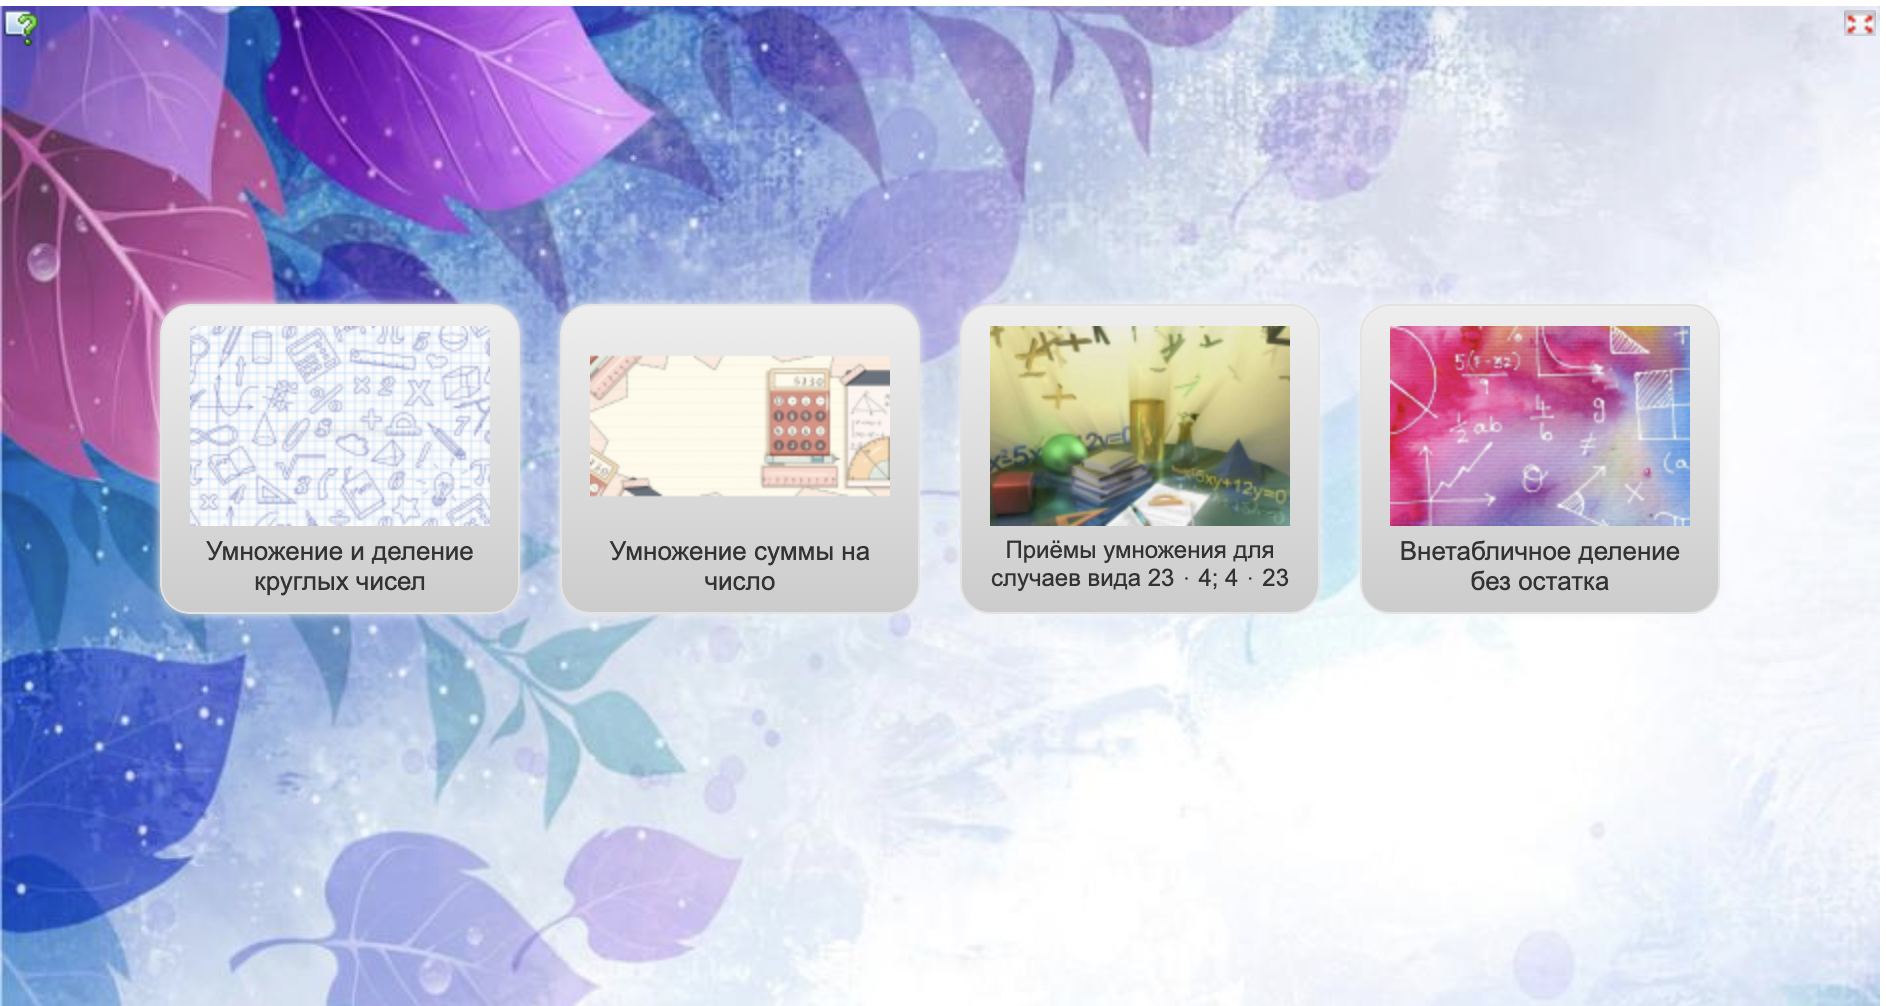 Умножение и деление
круглых чисел
Умножение суммы на
число
Приёмы умножения для
случаев вида 23 · 4; 4 · 23
Внетабличное деление
без остатка